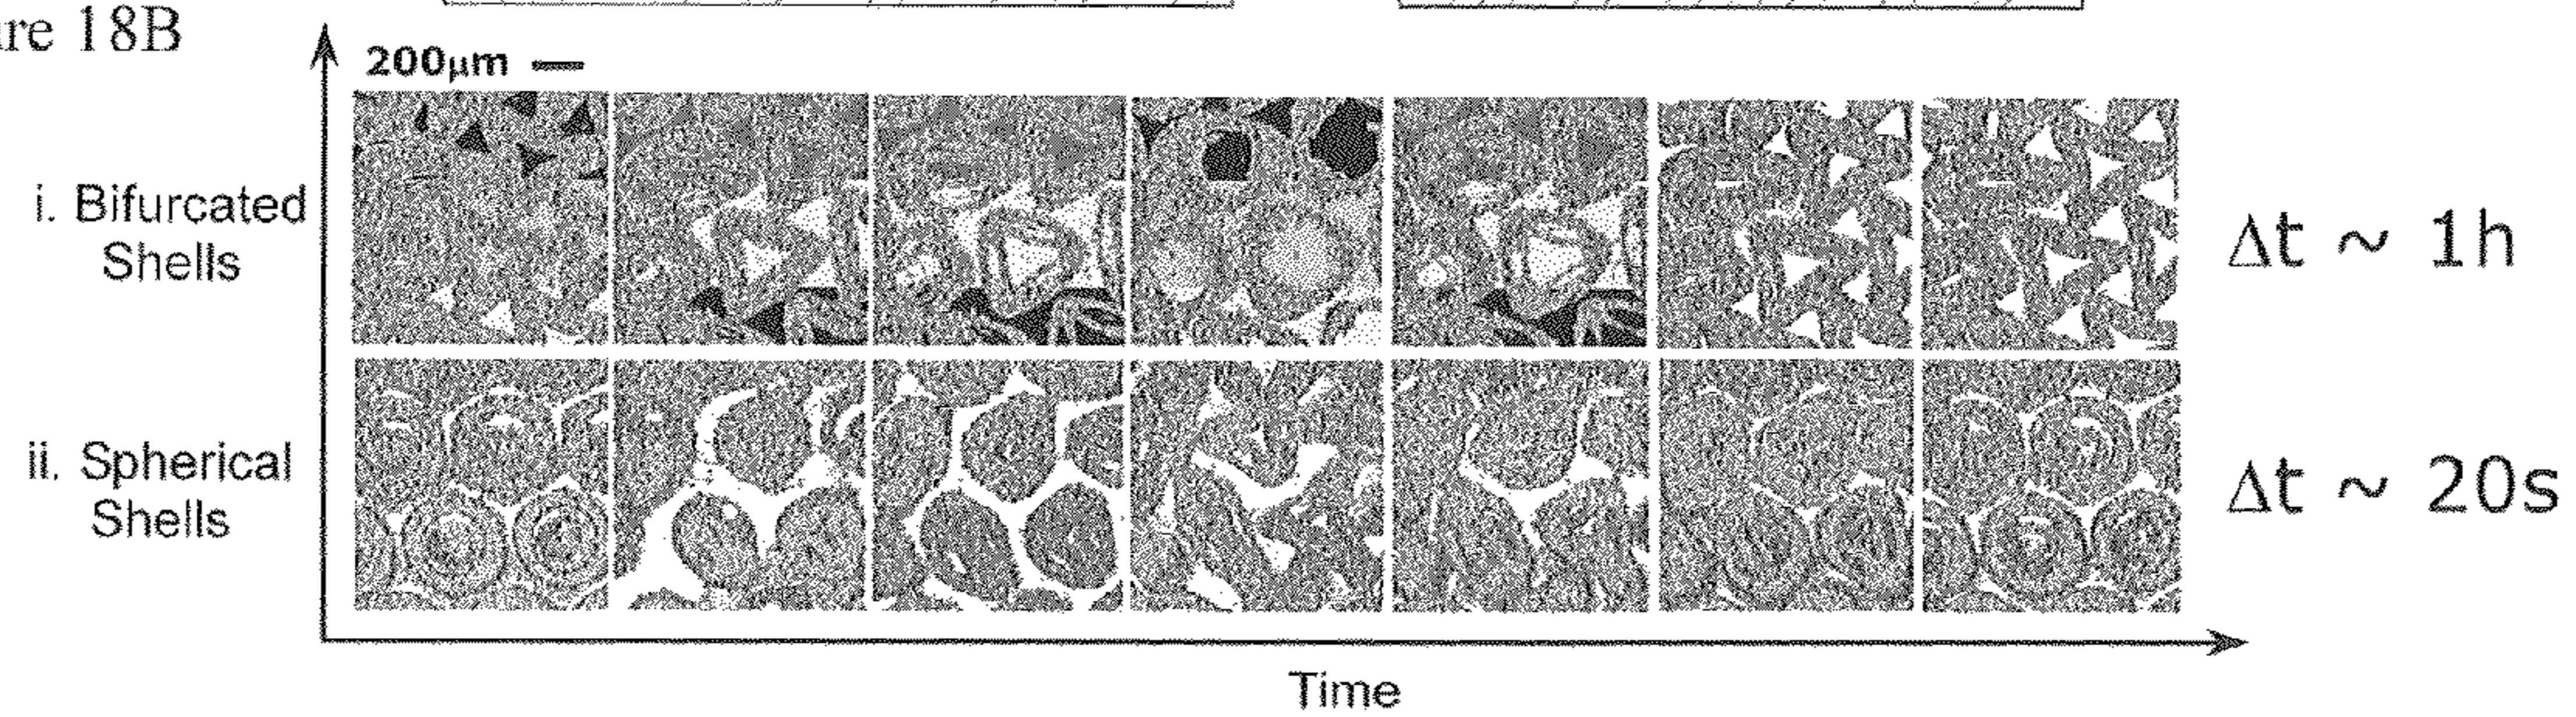 re 18B
200μm
i. Bifurcated
Shells
Δt ~ 1h
ii. Spherical
Shells
Δt ~ 20s
Time